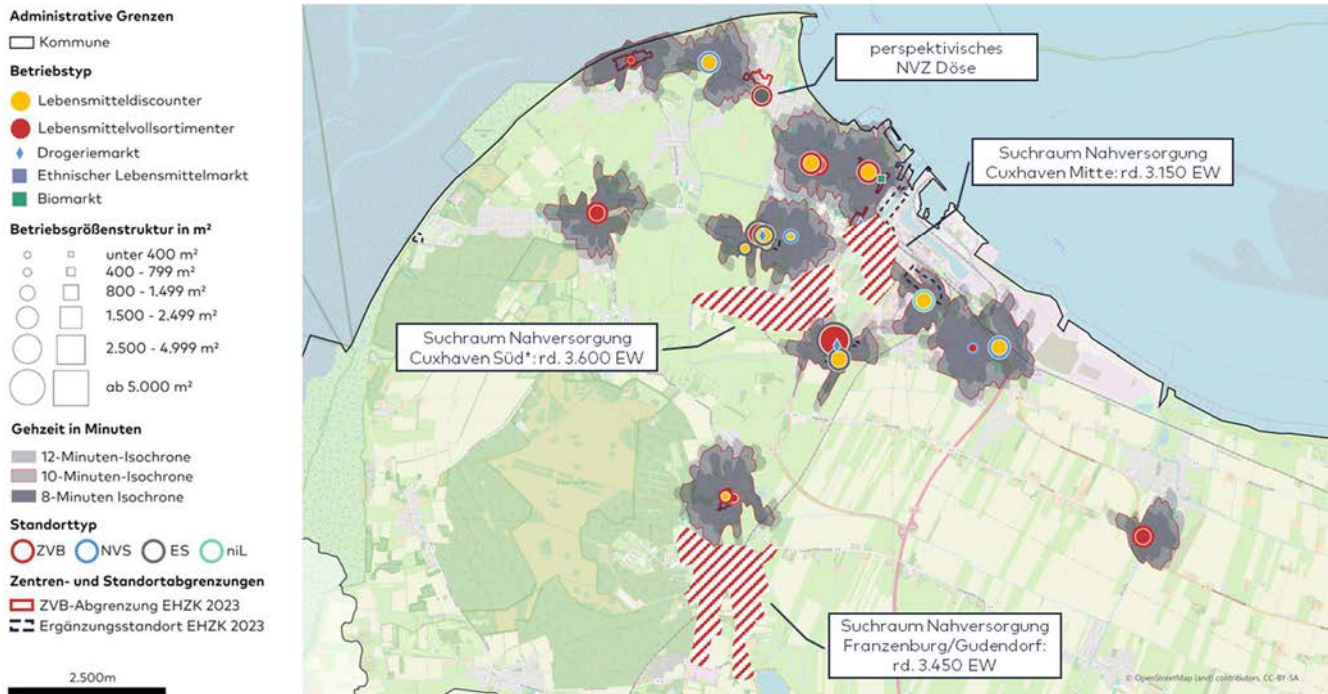 Administrative Grenzen
Kommune
Betriebstyp
Lebensmitteldiscounter
Lebensmittelvollsortimenter
Drogeriemarkt
Ethnischer Lebensmittelmarkt
Biomarkt
Betriebsgrößenstruktur in m²
unter 400 m²
400 - 799 m²
800 - 1.499 m²
1.500 - 2.499 m²
2.500 - 4.999 m²
ab 5.000 m²
Gehzeit in Minuten
12-Minuten-Isochrone
10-Minuten-Isochrone
8-Minuten Isochrone
Standorttyp
ZVB NVS ES niL
Zentren- und Standortabgrenzungen
ZVB-Abgrenzung EHZK 2023
Ergänzungsstandort EHZK 2023
2.500m
perspektivisches
NVZ Döse
Suchraum Nahversorgung
Cuxhaven Mitte: rd. 3.150 EW
Suchraum Nahversorgung
Cuxhaven Süd*: rd. 3.600 EW
Suchraum Nahversorgung
Franzenburg/Gudendorf:
rd. 3.450 EW
© OpenStreetMap (and) contributors, CC-BY-SA